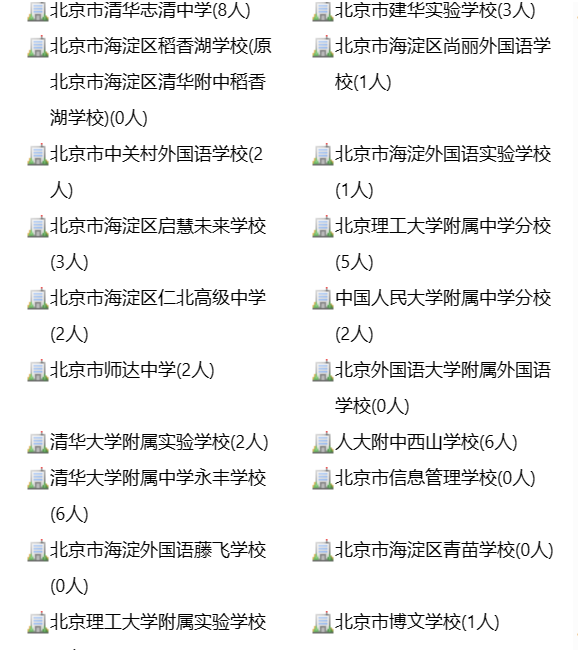 北京市清华志清中学(8人)
北京市建华实验学校(3人)
北京市海淀区稻香湖学校(原
北京市海淀区清华附中稻香
湖学校)(0人)
北京市海淀区尚丽外国语学
校(1人)
北京市中关村外国语学校(2
人)
北京市海淀外国语实验学校
(1人)
北京市海淀区启慧未来学校
(3人)
北京理工大学附属中学分校
(5人)
北京市海淀区仁北高级中学
(2人)
中国人民大学附属中学分校
(2人)
北京市师达中学(2人)
北京外国语大学附属外国语
学校(0人)
清华大学附属实验学校(2人)
人大附中西山学校(6人)
清华大学附属中学永丰学校
(6人)
北京市信息管理学校(0人)
北京市海淀外国语藤飞学校
(0人)
北京市海淀区青苗学校(0人)
北京理工大学附属实验学校
北京市博文学校(1人)